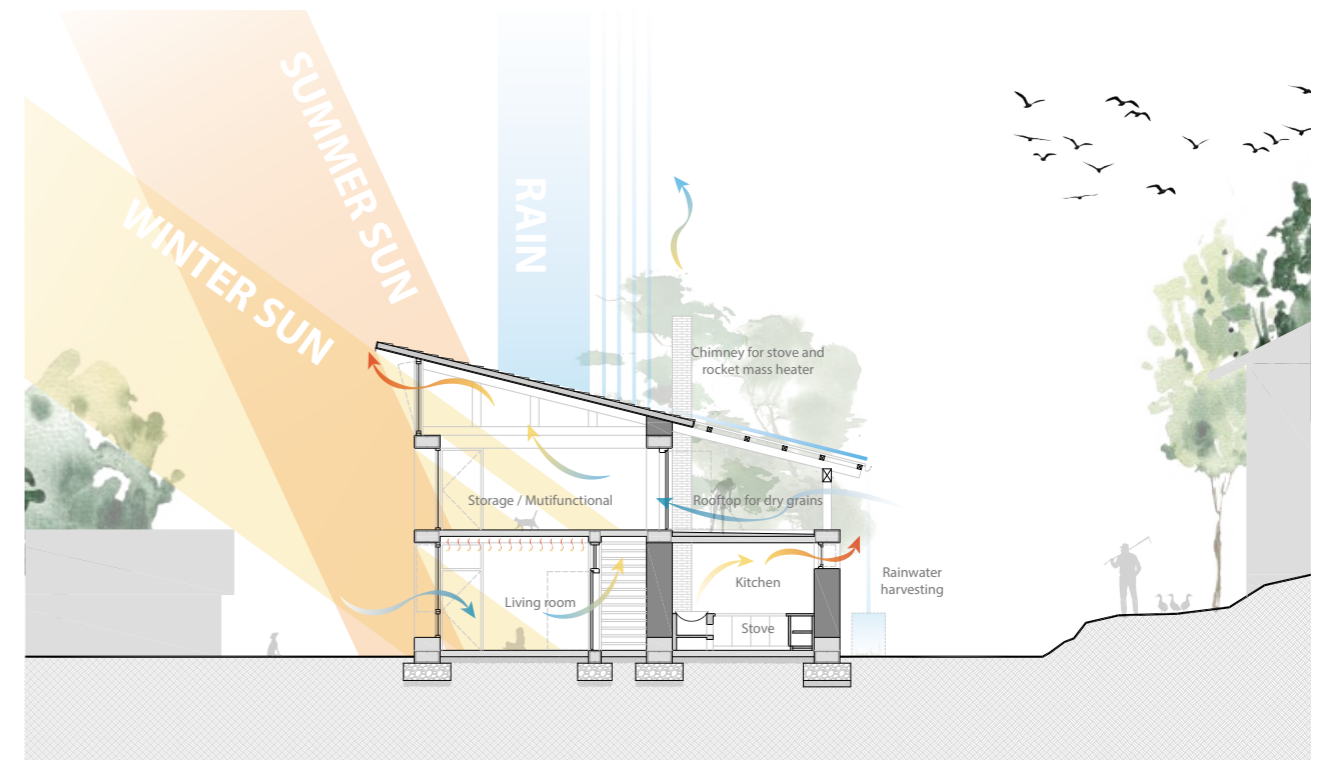 SUMMER SUN
WINTER SUN
RAIN
Chimney for stove and
rocket mass heater
Storage / Mutifunctional
Rooftop for dry grains
Living room
Kitchen
Stove
Rainwater
harvesting